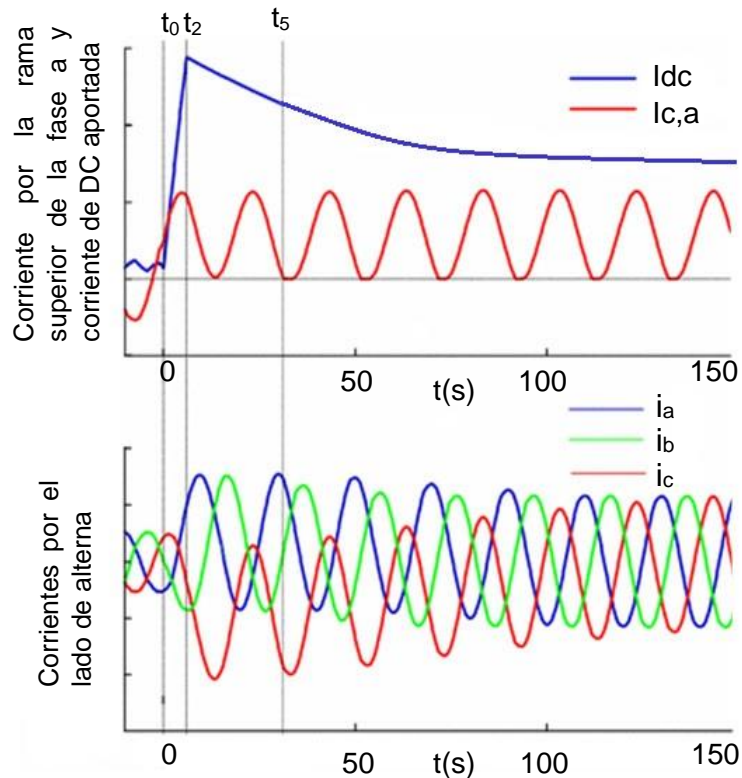 t0 t2 t5
Corriente por la rama
superior de la fase a y
corriente de DC aportada
Idc
Ic,a
0 50 100 150
t(s)
ia
ib
ic
Corrientes por el
lado de alterna
0 50 100 150
t(s)